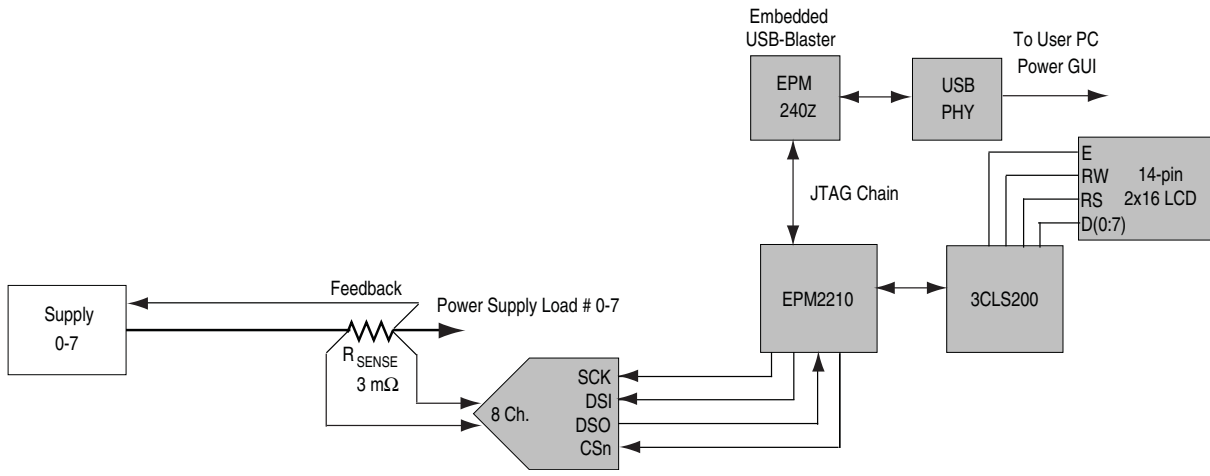 Embedded
USB-Blaster
To User PC
Power GUI
EPM
240Z
USB
PHY
E
RW
RS
D(0:7)
14-pin
2x16 LCD
JTAG Chain
EPM2210
3CLS200
Feedback
Supply
0-7
Power Supply Load # 0-7
RSENSE
3 mΩ
8 Ch.
SCK
DSI
DSO
CSn